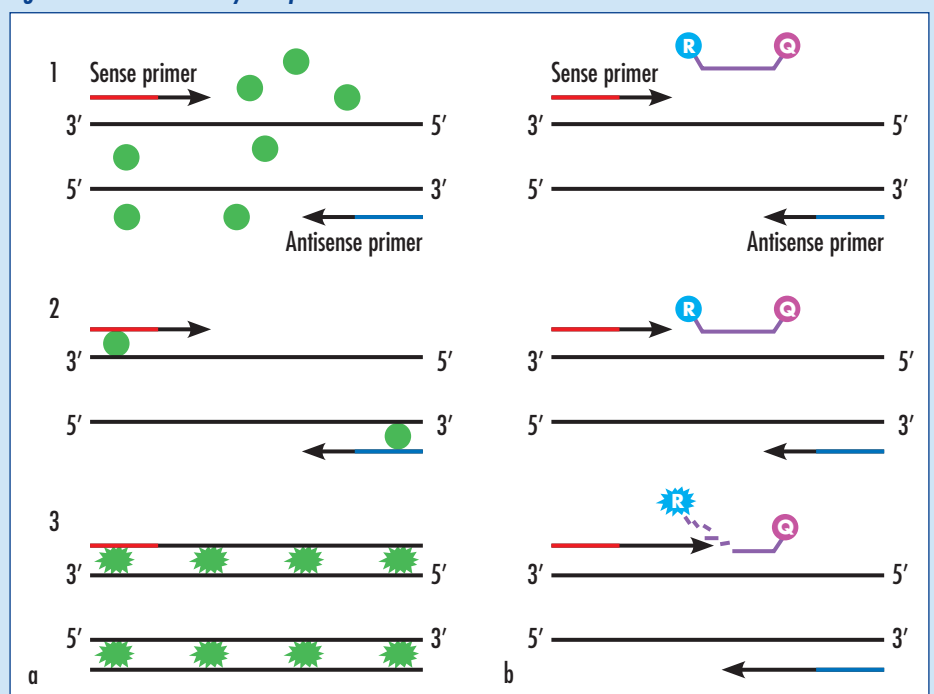 1 Sense primer R Q Sense primer
3′ 5′ 3′ 5′
5′ 3′ 5′ 3′
Antisense primer Antisense primer
2 R Q
3′ 5′ 3′ 5′
5′ 3′ 5′ 3′
3 R Q
3′ 5′ 3′ 5′
5′ 3′ 5′ 3′
a b